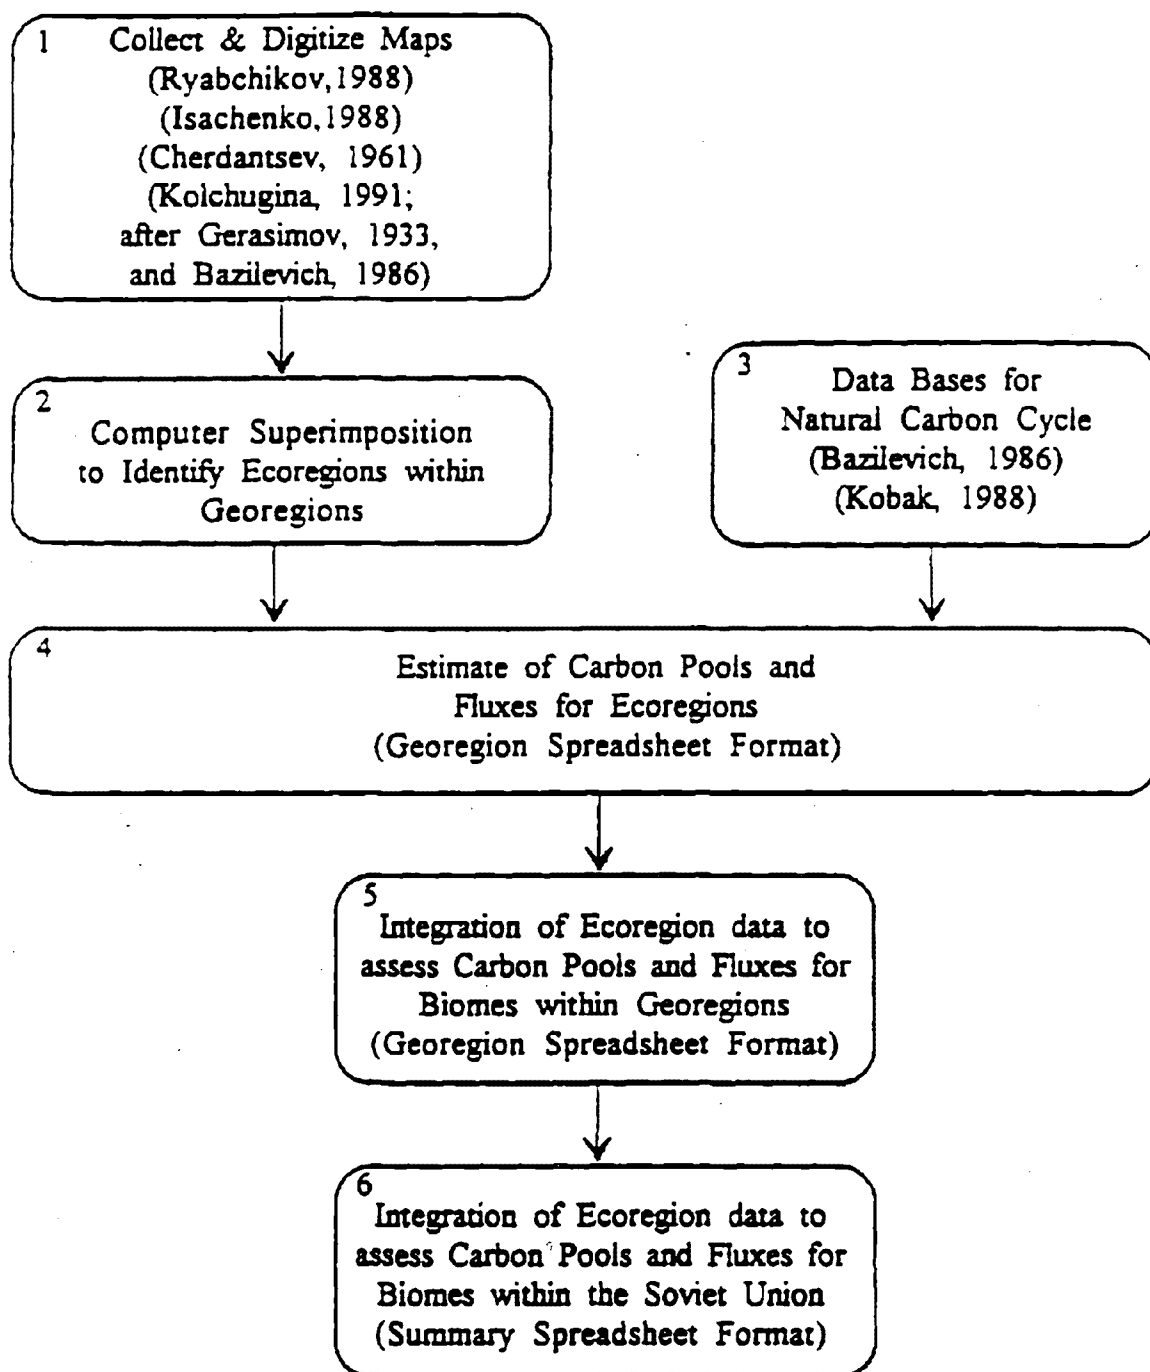 1 Collect & Digitize Maps
(Ryabchikov,1988)
(Isachenko,1988)
(Cherdantsev, 1961)
(Kolchugina, 1991;
after Gerasimov, 1933,
and Bazilevich, 1986)
2
Computer Superimposition
to Identify Ecoregions within
Georegions
3
Data Bases for
Natural Carbon Cycle
(Bazilevich, 1986)
(Kobak, 1988)
4
Estimate of Carbon Pools and
Fluxes for Ecoregions
(Georegion Spreadsheet Format)
5
Integration of Ecoregion data to
assess Carbon Pools and Fluxes for
Biomes within Georegions
(Georegion Spreadsheet Format)
6
Integration of Ecoregion data to
assess Carbon Pools and Fluxes for
Biomes within the Soviet Union
(Summary Spreadsheet Format)